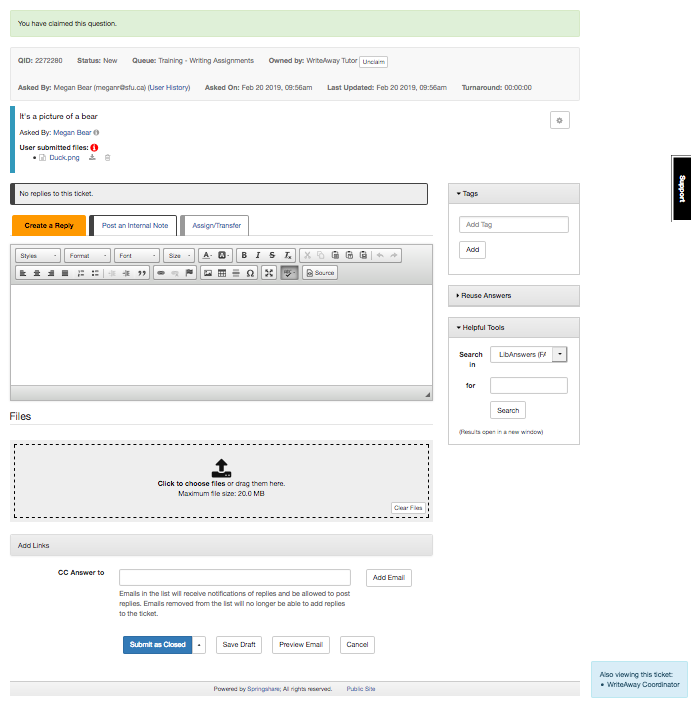 You have claimed this question.
QID: 2272280 Status: New Queue: Training - Writing Assignments Owned by: WriteAway Tutor Unclaim
Asked By: Megan Bear (meganr@sfu.ca) (User History) Asked On: Feb 20 2019, 09:56am Last Updated: Feb 20 2019, 09:56am Turnaround: 00:00:00
It's a picture of a bear
Asked By: Megan Bear
User submitted files:
Duck.png
Support
No replies to this ticket.
Create a Reply Post an Internal Note Assign/Transfer
Styles Format Font Size
Source
Tags
Add Tag
Add
Reuse Answers
Helpful Tools
Search in LibAnswers (FA
for
Search
(Results open in a new window)
Files
Click to choose files or drag them here.
Maximum file size: 20.0 MB
Clear Files
Add Links
CC Answer to Add Email
Emails in the list will receive notifications of replies and be allowed to post
replies. Emails removed from the list will no longer be able to add replies
to the ticket.
Submit as Closed Save Draft Preview Email Cancel
Also viewing this ticket:
• WriteAway Coordinator
Powered by Springshare; All rights reserved. Public Site